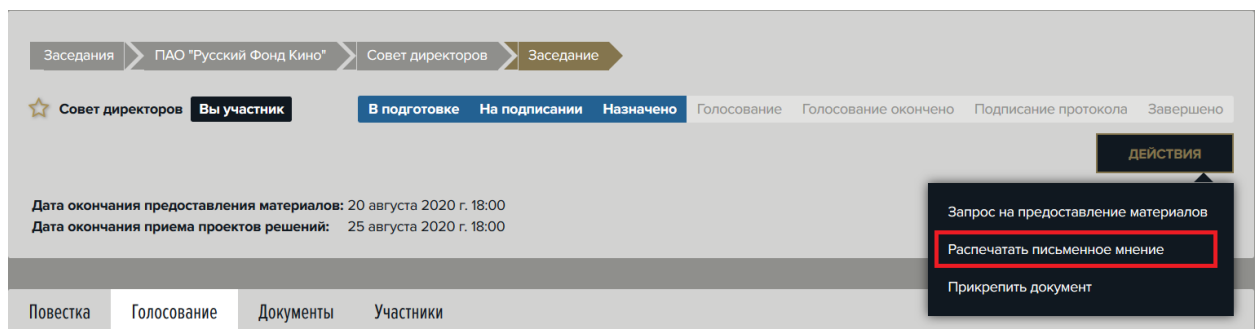 Заседания ПАО "Русский Фонд Кино" Совет директоров Заседание
Совет директоров Вы участник В подготовке На подписании Назначено Голосование Голосование окончено Подписание протокола Завершено
ДЕЙСТВИЯ
Дата окончания предоставления материалов: 20 августа 2020 г. 18:00
Дата окончания приема проектов решений: 25 августа 2020 г. 18:00
Запрос на предоставление материалов
Распечатать письменное мнение
Прикрепить документ
Повестка Голосование Документы Участники